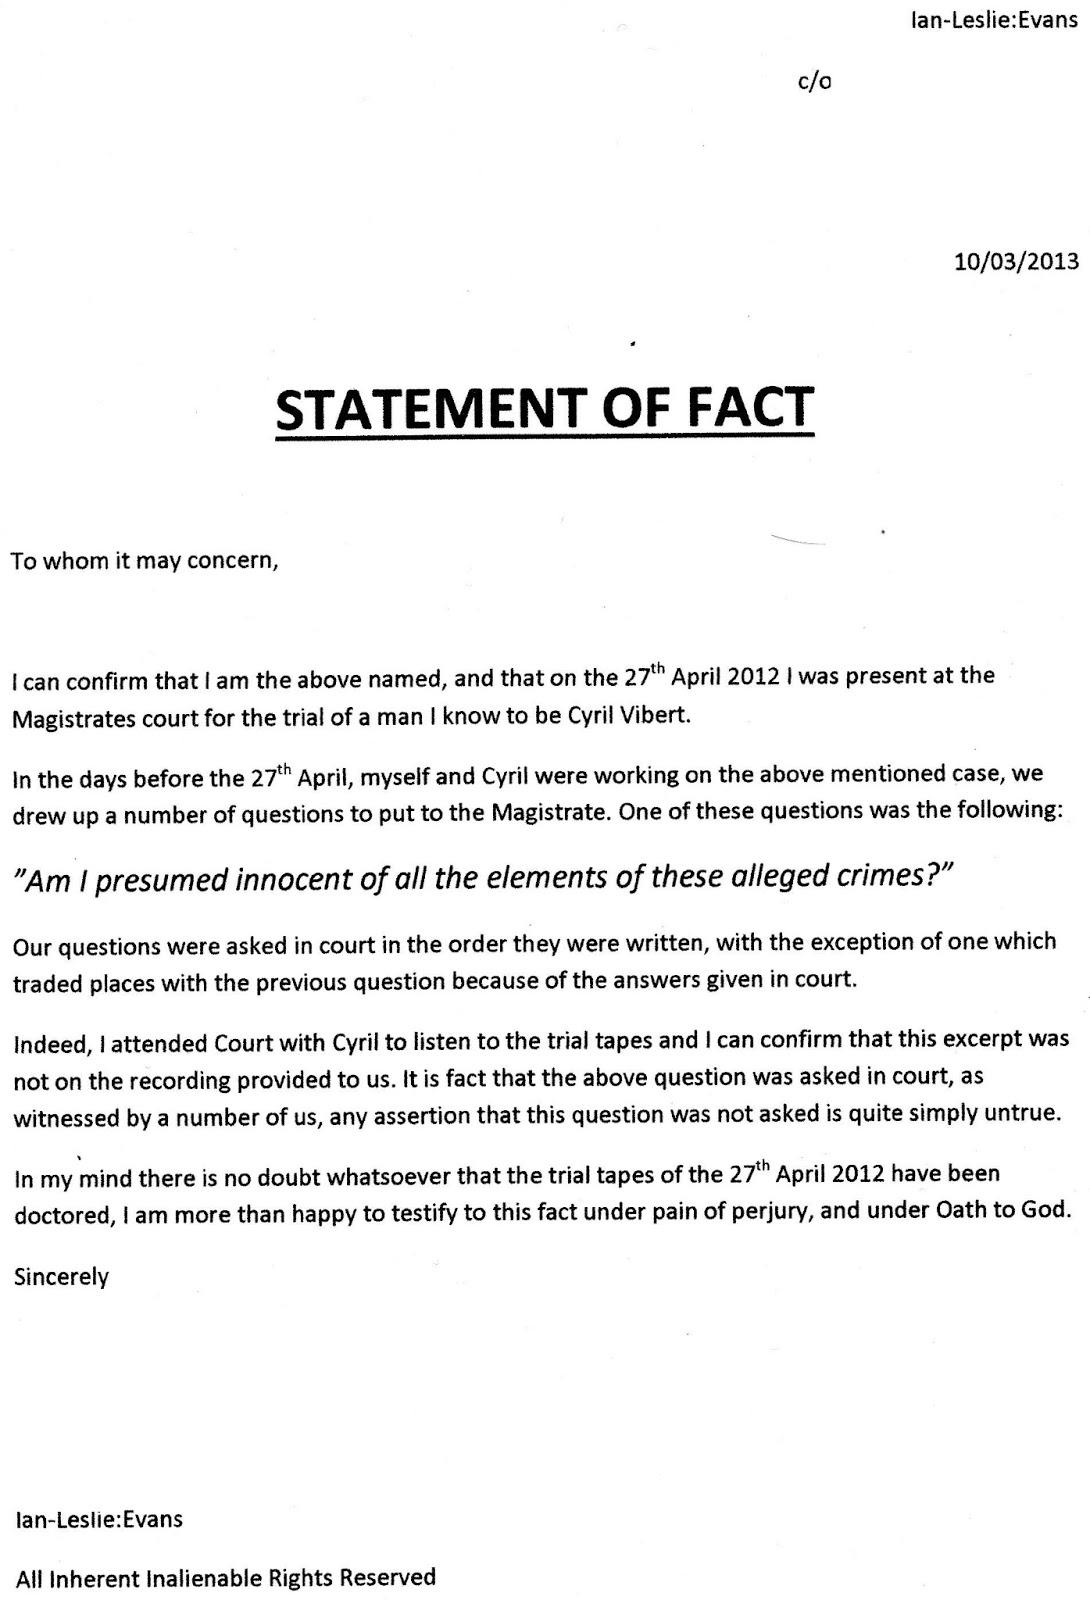 Ian-Leslie:Evans
c/o
10/03/2013
STATEMENT OF FACT
To whom it may concern,
I can confirm that I am the above named, and that on the 27th April 2012 I was present at the
Magistrates court for the trial of a man I know to be Cyril Vibert.
In the days before the 27th April, myself and Cyril were working on the above mentioned case, we
drew up a number of questions to put to the Magistrate. One of these questions was the following:
"Am I presumed innocent of all the elements of these alleged crimes?"
Our questions were asked in court in the order they were written, with the exception of one which
traded places with the previous question because of the answers given in court.
Indeed, I attended Court with Cyril to listen to the trial tapes and I can confirm that this excerpt was
not on the recording provided to us. It is fact that the above question was asked in court, as
witnessed by a number of us, any assertion that this question was not asked is quite simply untrue.
In my mind there is no doubt whatsoever that the trial tapes of the 27th April 2012 have been
doctored, I am more than happy to testify to this fact under pain of perjury, and under Oath to God.
Sincerely
Ian-Leslie:Evans
All Inherent Inalienable Rights Reserved